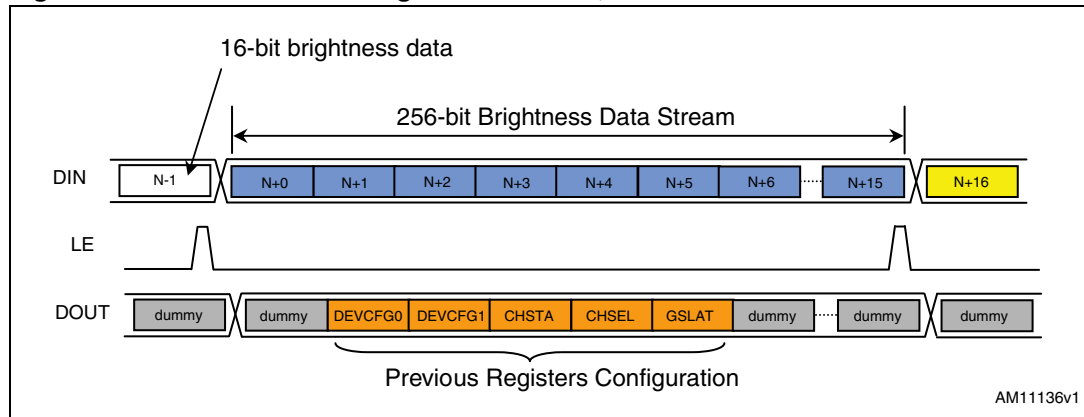 16-bit brightness data
256-bit Brightness Data Stream
DIN N-1 N+0 N+1 N+2 N+3 N+4 N+5 N+6 N+15 N+16
LE
DOUT dummy dummy DEVCFG0 DEVCFG1 CHSTA CHSEL GSLAT dummy dummy dummy
Previous Registers Configuration
AM11136v1